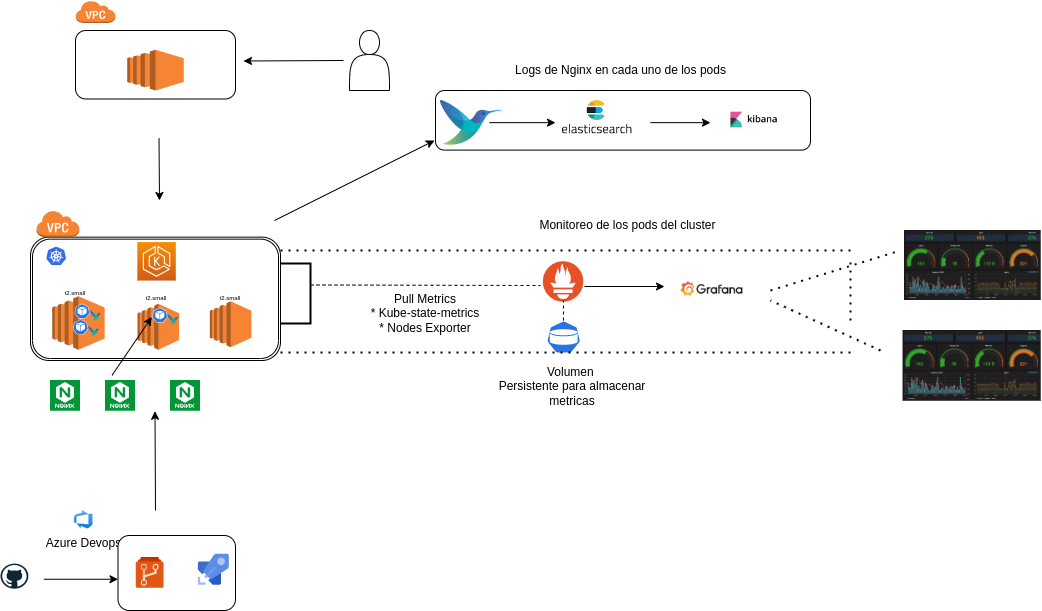 VPC
Logs de Nginx en cada uno de los pods
elasticsearch
kibana
VPC
K
t2.small
t2.small
t2.small
Monitoreo de los pods del cluster
Pull Metrics
* Kube-state-metrics
* Nodes Exporter
Grafana
Volumen
Persistente para almacenar
metricas
N
NGINX
N
NGINX
N
NGINX
Azure Devops